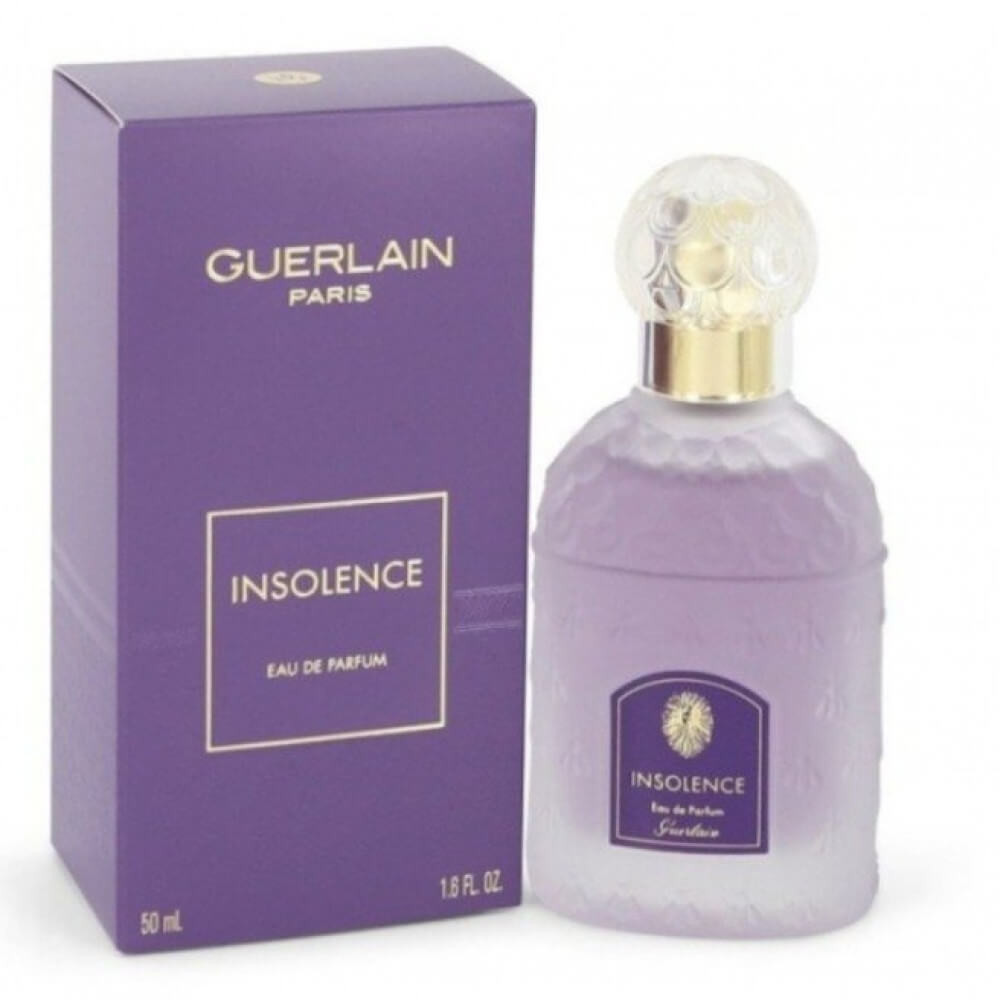 GUERLAIN
PARIS
INSOLENCE
EAU DE PARFUM
50 mL
1.6 FL. OZ.
INSOLENCE
Eau de Parfum
Guerlain